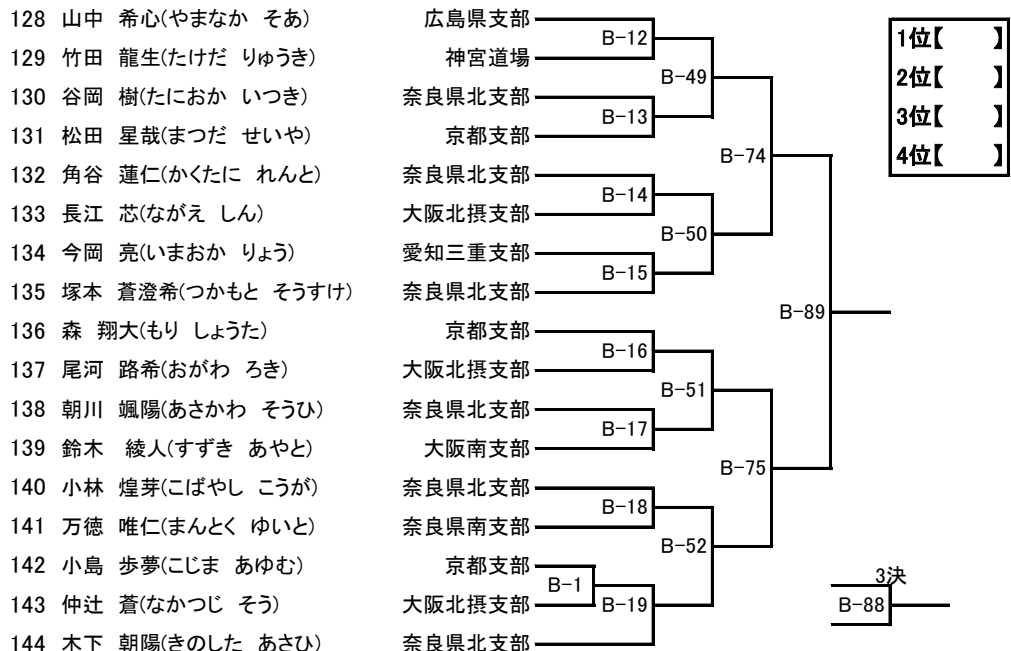 128 山中 希心(やまなか そあ) 広島県支部
B-12
129 竹田 龍生(たけだ りゅうき) 神宮道場
B-49
130 谷岡 樹(たにおか いつき) 奈良県北支部
B-13
131 松田 星哉(まつだ せいや) 京都支部
B-74
132 角谷 蓮仁(かくたに れんと) 奈良県北支部
B-14
133 長江 芯(ながえ しん) 大阪北摂支部
B-50
134 今岡 亮(いまおか りょう) 愛知三重支部
B-15
135 塚本 蒼澄希(つかもと そうすけ) 奈良県北支部
B-89
136 森 翔大(もり しょうた) 京都支部
B-16
137 尾河 路希(おがわ ろき) 大阪北摂支部
B-51
138 朝川 颯陽(あさかわ そうひ) 奈良県北支部
B-17
139 鈴木 綾人(すずき あやと) 大阪南支部
B-75
140 小林 煌芽(こばやし こうが) 奈良県北支部
B-18
141 万徳 唯仁(まんとく ゆいと) 奈良県南支部
B-52
142 小島 歩夢(こじま あゆむ) 京都支部
B-1
143 仲辻 蒼(なかつじ そう) 大阪北摂支部
B-19
144 木下 朝陽(きのした あさひ) 奈良県北支部
1位【 】
2位【 】
3位【 】
4位【 】
3決
B-88